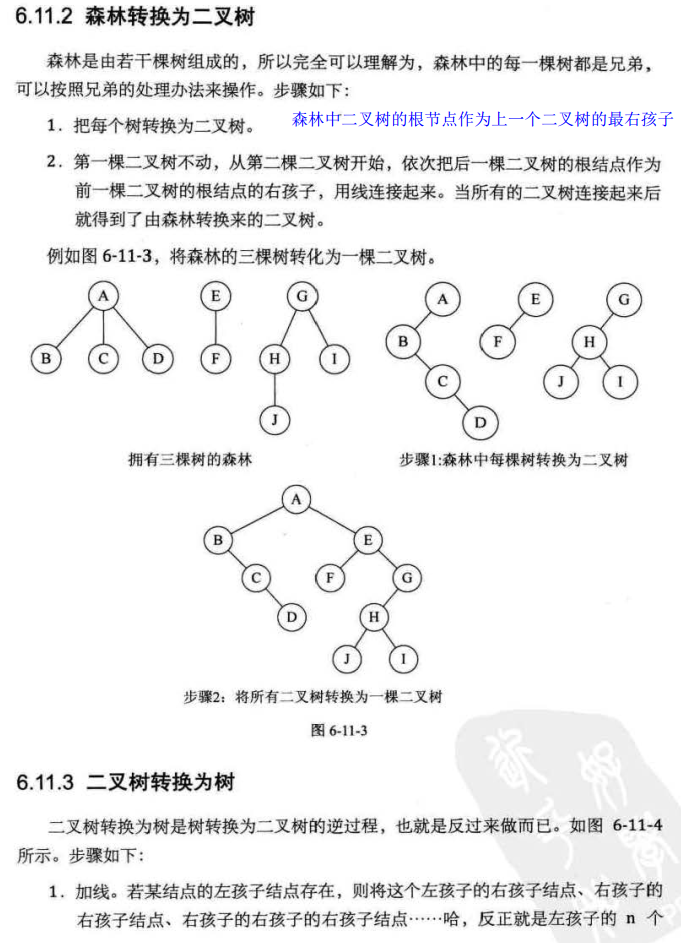 6.11.2 森林转换为二叉树
森林是由若干棵树组成的，所以完全可以理解为，森林中的每一棵树都是兄弟，
可以按照兄弟的处理办法来操作。步骤如下：
1．把每个树转换为二叉树。
森林中二叉树的根节点作为上一个二叉树的最右孩子
2．第一棵二叉树不动，从第二棵二叉树开始，依次把后一棵二叉树的根结点作为
前一棵二叉树的根结点的右孩子，用线连接起来。当所有的二叉树连接起来后
就得到了由森林转换来的二叉树。
例如图 6-11-3，将森林的三棵树转化为一棵二叉树。
A E G
B C D F H I
J
A E G
B F H
C J I
D
拥有三棵树的森林
步骤1:森林中每棵树转换为二叉树
A
B E
C F G
D H
J I
步骤2：将所有二叉树转换为一棵二叉树
图 6-11-3
6.11.3 二叉树转换为树
二叉树转换为树是树转换为二叉树的逆过程，也就是反过来做而已。如图 6-11-4
所示。步骤如下：
1．加线。若某结点的左孩子结点存在，则将这个左孩子的右孩子结点、右孩子的
右孩子结点、右孩子的右孩子的右孩子结点……哈，反正就是左孩子的 n 个